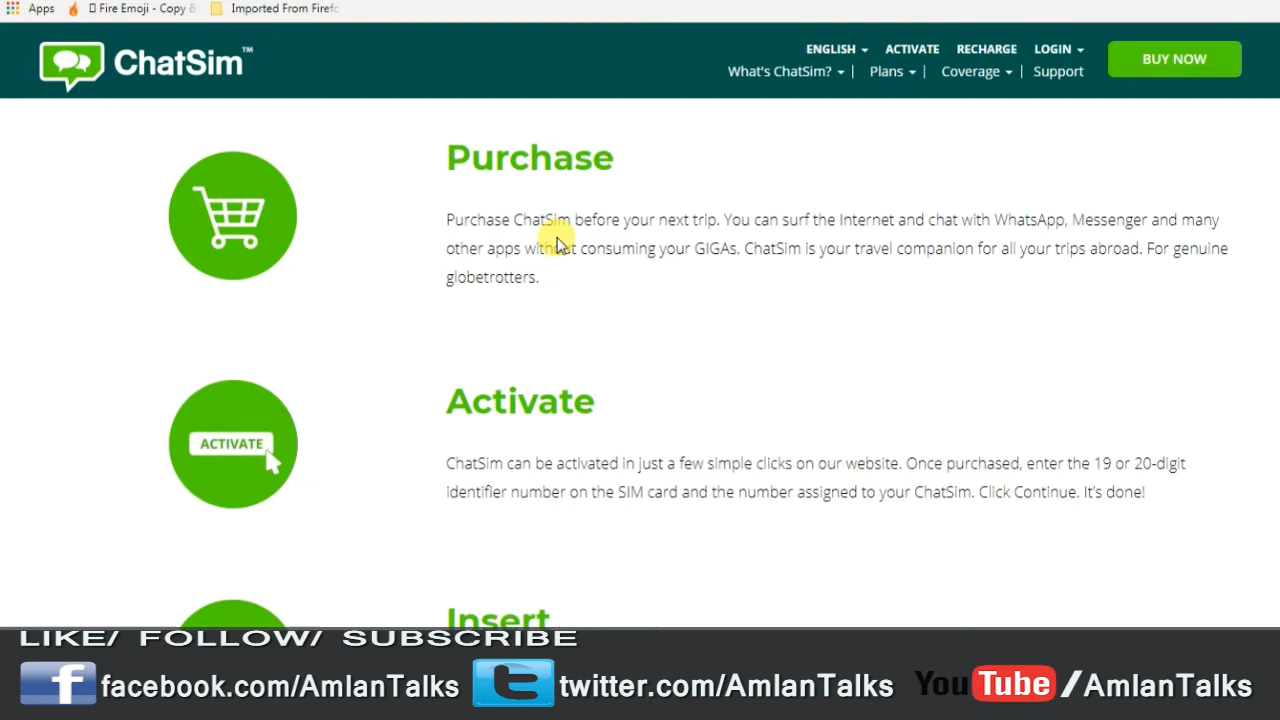 Apps Fire Emoji - Copy & Imported From Firefo
ChatSim™
ENGLISH ACTIVATE RECHARGE LOGIN
What's ChatSim? | Plans | Coverage | Support
BUY NOW
Purchase
Purchase ChatSim before your next trip. You can surf the Internet and chat with WhatsApp, Messenger and many
other apps without consuming your GIGAs. ChatSim is your travel companion for all your trips abroad. For genuine
globetrotters.
Activate
ACTIVATE
ChatSim can be activated in just a few simple clicks on our website. Once purchased, enter the 19 or 20-digit
identifier number on the SIM card and the number assigned to your ChatSim. Click Continue. It's done!
Insert
LIKE/ FOLLOW/ SUBSCRIBE
f facebook.com/AmlanTalks t twitter.com/AmlanTalks YouTube /AmlanTalks